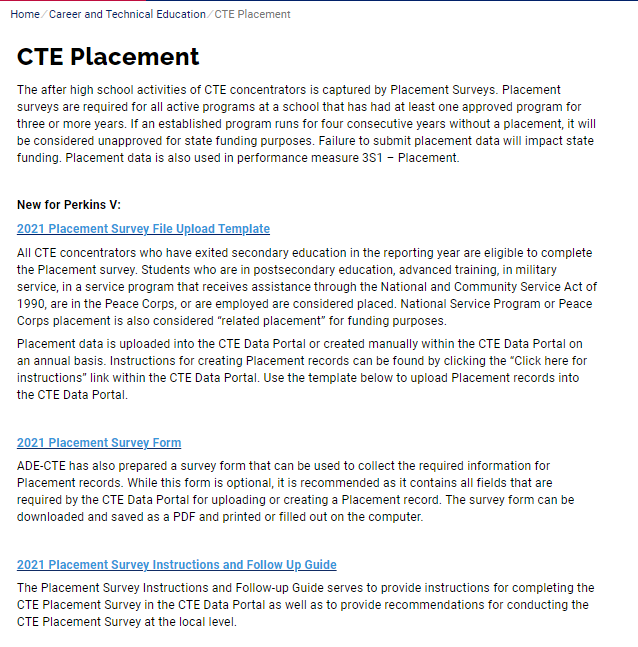 Home / Career and Technical Education / CTE Placement
CTE Placement
The after high school activities of CTE concentrators is captured by Placement Surveys. Placement
surveys are required for all active programs at a school that has had at least one approved program for
three or more years. If an established program runs for four consecutive years without a placement, it will
be considered unapproved for state funding purposes. Failure to submit placement data will impact state
funding. Placement data is also used in performance measure 3S1 – Placement.
New for Perkins V:
2021 Placement Survey File Upload Template
All CTE concentrators who have exited secondary education in the reporting year are eligible to complete
the Placement survey. Students who are in postsecondary education, advanced training, in military
service, in a service program that receives assistance through the National and Community Service Act of
1990, are in the Peace Corps, or are employed are considered placed. National Service Program or Peace
Corps placement is also considered “related placement” for funding purposes.
Placement data is uploaded into the CTE Data Portal or created manually within the CTE Data Portal on
an annual basis. Instructions for creating Placement records can be found by clicking the “Click here for
instructions” link within the CTE Data Portal. Use the template below to upload Placement records into
the CTE Data Portal.
2021 Placement Survey Form
ADE-CTE has also prepared a survey form that can be used to collect the required information for
Placement records. While this form is optional, it is recommended as it contains all fields that are
required by the CTE Data Portal for uploading or creating a Placement record. The survey form can be
downloaded and saved as a PDF and printed or filled out on the computer.
2021 Placement Survey Instructions and Follow Up Guide
The Placement Survey Instructions and Follow-up Guide serves to provide instructions for completing the
CTE Placement Survey in the CTE Data Portal as well as to provide recommendations for conducting the
CTE Placement Survey at the local level.